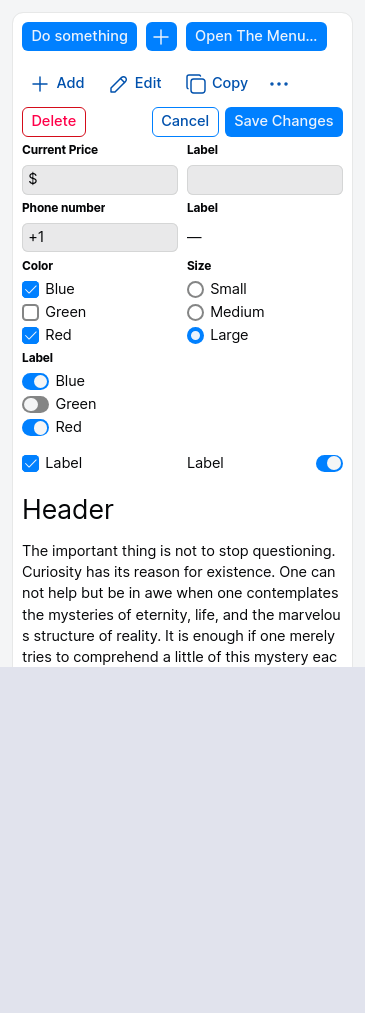 Do something
Open The Menu...
Add
Edit
Copy
Delete
Cancel
Save Changes
Current Price
Label
$
Phone number
Label
+1
—
Color
Size
Blue
Small
Green
Medium
Red
Large
Label
Blue
Green
Red
Label
Label
Header
The important thing is not to stop questioning.
Curiosity has its reason for existence. One can
not help but be in awe when one contemplates
the mysteries of eternity, life, and the marvelou
s structure of reality. It is enough if one merely
tries to comprehend a little of this mystery eac